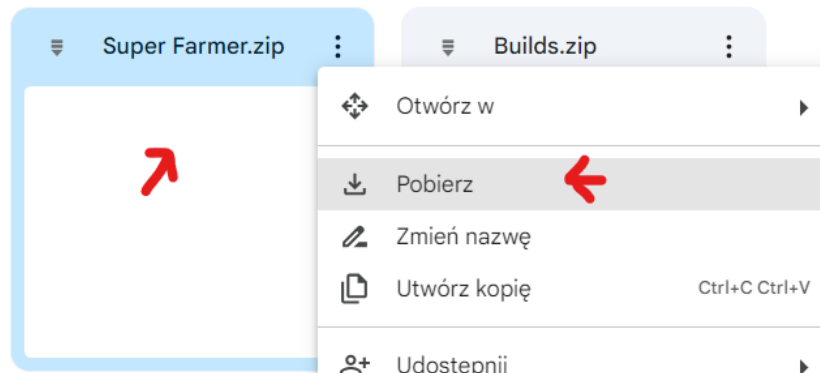 Super Farmer.zip
Builds.zip
Otwórz w
Pobierz
Zmień nazwę
Utwórz kopię Ctrl+C Ctrl+V
Udostępnij